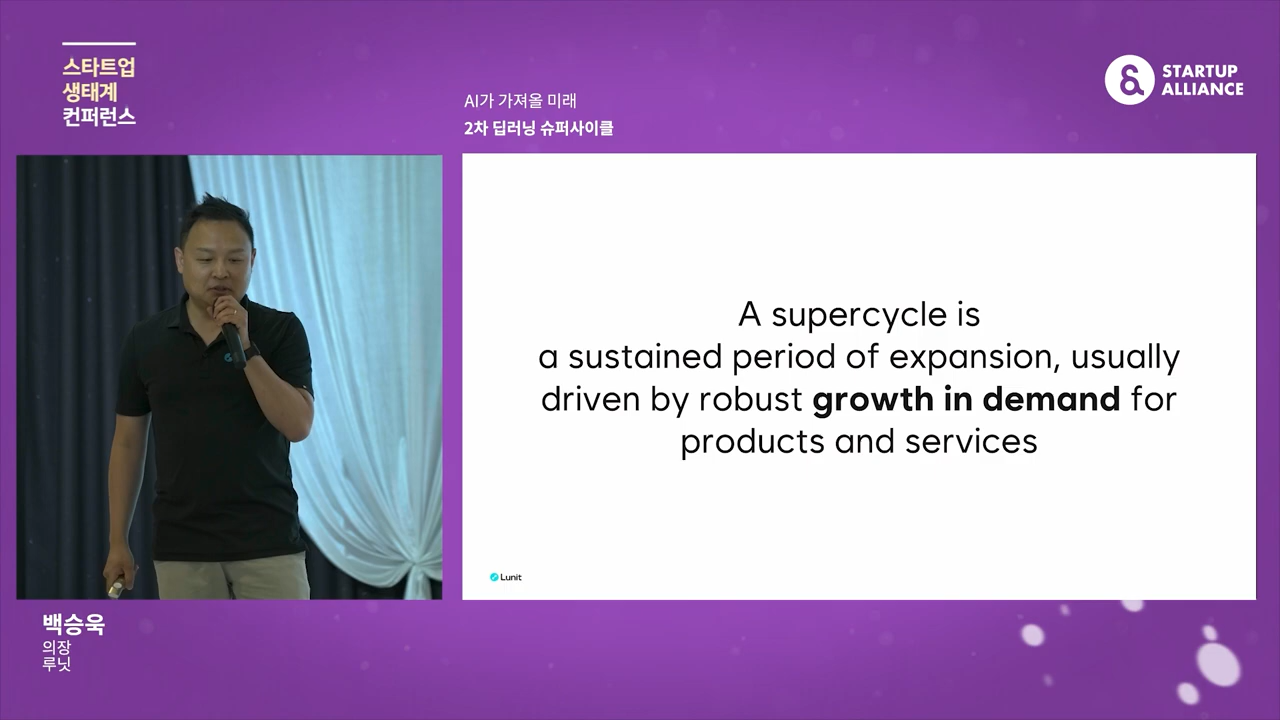 스타트업
생태계
컨퍼런스
AI가 가져올 미래
2차 딥러닝 슈퍼사이클
STARTUP
ALLIANCE
A supercycle is
a sustained period of expansion, usually
driven by robust growth in demand for
products and services
Lunit
백승욱
의장
루닛